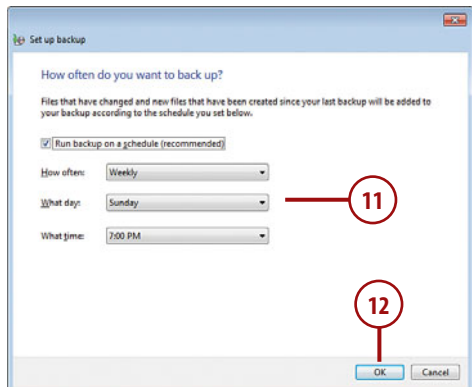 Set up backup
How often do you want to back up?
Files that have changed and new files that have been created since your last backup will be added to
your backup according to the schedule you set below.
Run backup on a schedule (recommended)
How often: Weekly
What day: Sunday
11
What time: 7:00 PM
12
OK Cancel